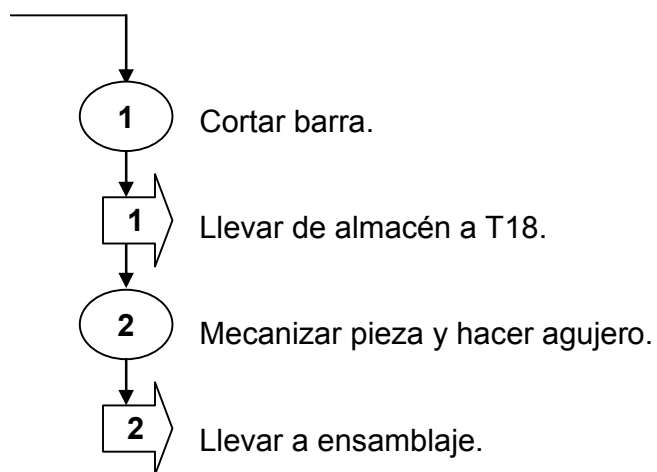 1 Cortar barra.
1 Llevar de almacén a T18.
2 Mecanizar pieza y hacer agujero.
2 Llevar a ensamblaje.